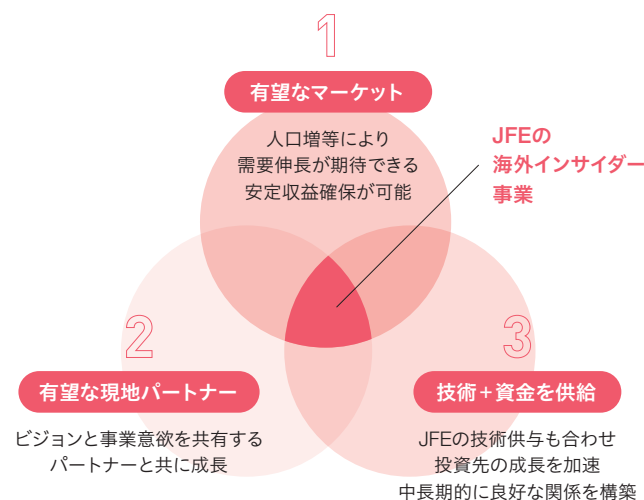 1
有望なマーケット
人口増等により
需要伸長が期待できる
安定収益確保が可能
JFEの
海外インサイダー
事業
2
有望な現地パートナー
ビジョンと事業意欲を共有する
パートナーと共に成長
3
技術+資金を供給
JFEの技術供与も合わせ
投資先の成長を加速
中長期的に良好な関係を構築